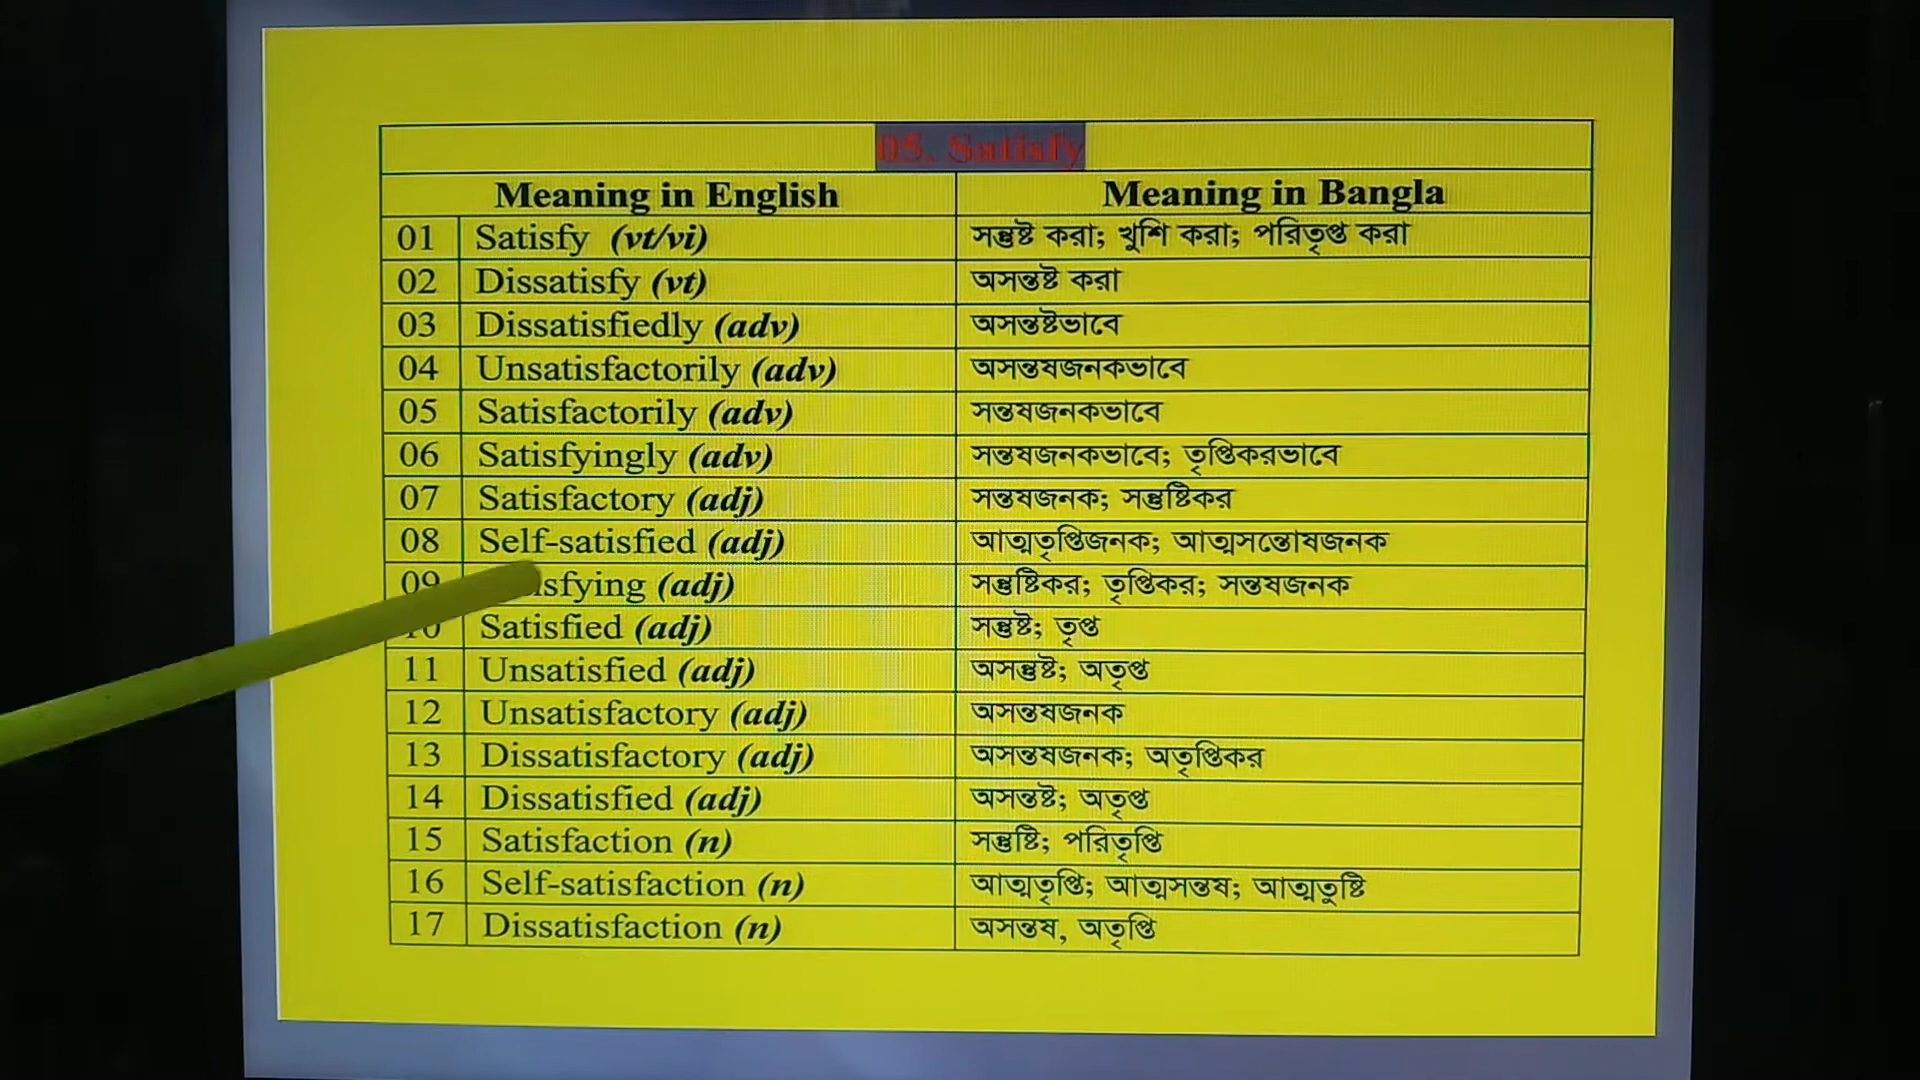 05. Satisfy
Meaning in English Meaning in Bangla
01 Satisfy (vt/vi) সন্তুষ্ট করা; খুশি করা; পরিতৃপ্ত করা
02 Dissatisfy (vt) অসন্তষ্ট করা
03 Dissatisfiedly (adv) অসন্তষ্টভাবে
04 Unsatisfactorily (adv) অসন্তষজনকভাবে
05 Satisfactorily (adv) সন্তষজনকভাবে
06 Satisfyingly (adv) সন্তষজনকভাবে; তৃপ্তিকরভাবে
07 Satisfactory (adj) সন্তষজনক; সন্তুষ্টিকর
08 Self-satisfied (adj) আত্মতৃপ্তিজনক; আত্মসন্তোষজনক
09 (adj) সন্তুষ্টিকর; তৃপ্তিকর; সন্তষজনক
10 Satisfied (adj) সন্তুষ্ট; তৃপ্ত
11 Unsatisfied (adj) অসন্তুষ্ট; অতৃপ্ত
12 Unsatisfactory (adj) অসন্তষজনক
13 Dissatisfactory (adj) অসন্তষজনক; অতৃপ্তিকর
14 Dissatisfied (adj) অসন্তষ্ট; অতৃপ্ত
15 Satisfaction (n) সন্তুষ্টি; পরিতৃপ্তি
16 Self-satisfaction (n) আত্মতৃপ্তি; আত্মসন্তষ; আত্মতুষ্টি
17 Dissatisfaction (n) অসন্তষ, অতৃপ্তি